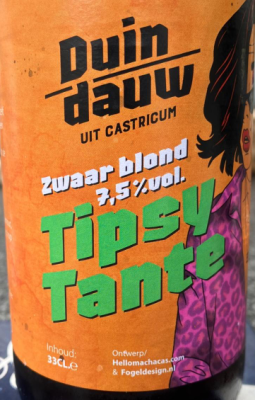 Duin
dauw
UIT CASTRICUM
Zwaar blond
7,5 %vol.
Tipsy
Tante
Inhoud:
33CL.e
Ontwerp/
Hellomachacas.com
& Fogeldesign.nl